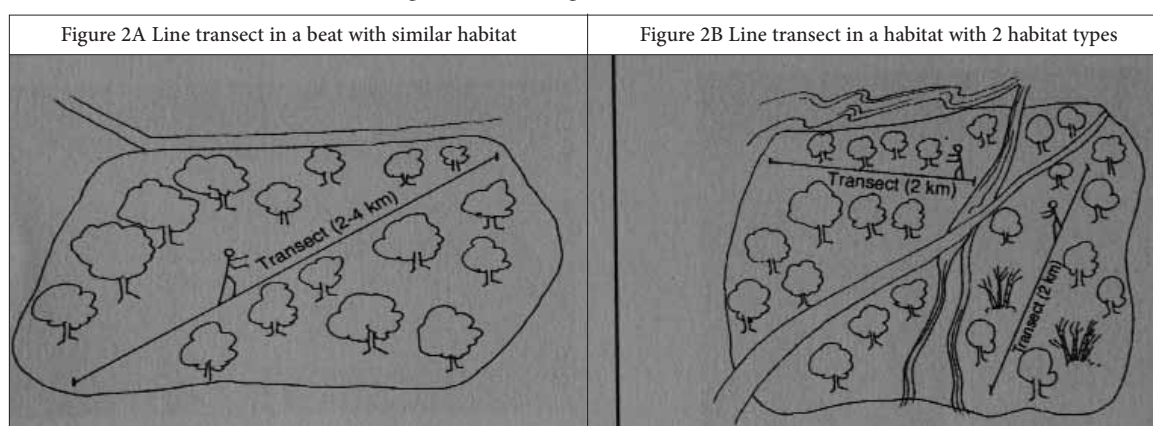 Figure 2A Line transect in a beat with similar habitat
Figure 2B Line transect in a habitat with 2 habitat types
Transect (2-4 km)
Transect (2 km)
Transect (2 km)